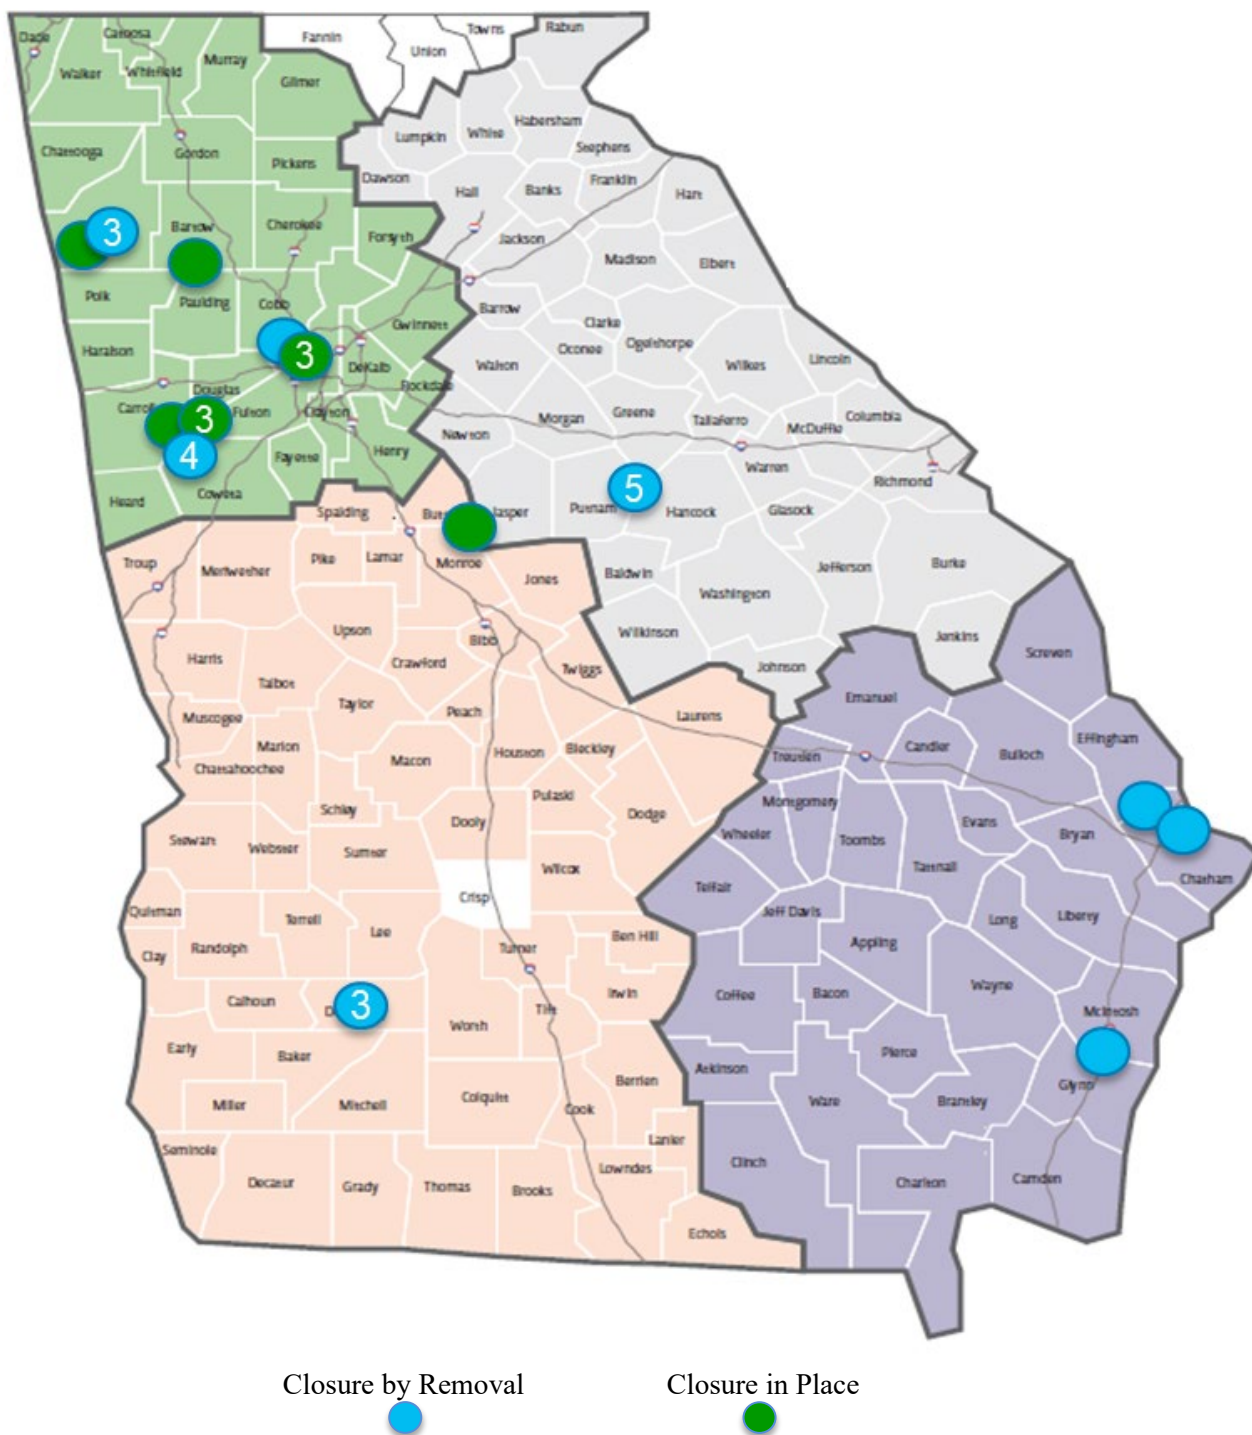 Dade
Catoosa
Fannin
Towns
Rabun
Union
Walker
Whitfield
Murray
Gilmer
Lumpkin
White
Habersham
Stephens
Chattooga
Gordon
Pickens
Dawson
Hall
Banks
Franklin
Hart
3
Bartow
Cherokee
Forsyth
Jackson
Madison
Elbert
Polk
Paulding
Cobb
Gwinnett
Barrow
Clarke
Oconee
Oglethorpe
Haralson
3
DeKalb
Walton
Wilkes
Lincoln
Douglas
Rockdale
Carroll
3
Fulton
Clayton
Newton
Morgan
Greene
Taliaferro
McDuffie
Columbia
4
Fayette
Henry
Warren
Richmond
Heard
Coweta
5
Spalding
Jasper
Putnam
Hancock
Glasock
Troup
Meriwether
Pike
Lamar
Monroe
Jones
Baldwin
Washington
Jefferson
Burke
Upson
Bibb
Wilkinson
Jenkins
Screven
Harris
Talbot
Crawford
Twiggs
Johnson
Taylor
Peach
Laurens
Emanuel
Muscogee
Marion
Chattahoochee
Macon
Houston
Bleckley
Treutlen
Candler
Bulloch
Effingham
Schley
Dooly
Pulaski
Dodge
Montgomery
Wheeler
Toombs
Evans
Bryan
Stewart
Webster
Sumter
Wilcox
Tattnall
Chatham
Crisp
Telfair
Jeff Davis
Long
Liberty
Quitman
Terrell
Lee
Ben Hill
Clay
Randolph
Turner
Appling
Calhoun
3
Irwin
Tift
Coffee
Bacon
Wayne
McIntosh
Worth
Early
Baker
Atkinson
Pierce
Glynn
Miller
Mitchell
Colquitt
Cook
Berrien
Ware
Brantley
Lanier
Seminole
Decatur
Grady
Thomas
Brooks
Lowndes
Clinch
Charlton
Camden
Echols
Closure by Removal
Closure in Place